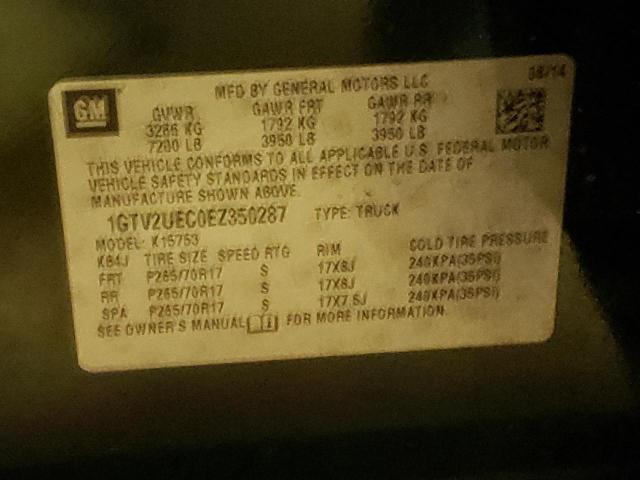 GM
MFD BY GENERAL MOTORS LLC 08/14
GVWR GAWR FRT GAWR RR
3266 KG 1792 KG 1792 KG
7200 LB 3950 LB 3950 LB
THIS VEHICLE CONFORMS TO ALL APPLICABLE U.S. FEDERAL MOTOR
VEHICLE SAFETY STANDARDS IN EFFECT ON THE DATE OF
MANUFACTURE SHOWN ABOVE.
1GTV2UEC0EZ350287 TYPE: TRUCK
MODEL: K15753
K64J TIRE SIZE SPEED RTG RIM COLD TIRE PRESSURE
FRT P265/70R17 S 17X8J 240KPA(35PSI)
RR P265/70R17 S 17X8J 240KPA(35PSI)
SPA P265/70R17 S 17X7.5J 240KPA(35PSI)
SEE OWNER'S MANUAL FOR MORE INFORMATION.